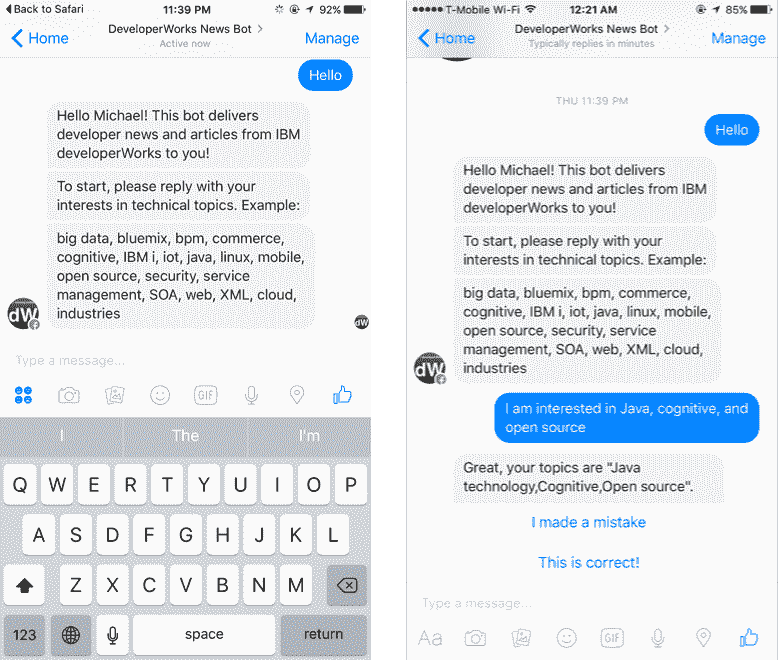 Back to Safari 11:39 PM 92%
Home DeveloperWorks News Bot Manage
Active now
Hello
Hello Michael! This bot delivers
developer news and articles from IBM
developerWorks to you!
To start, please reply with your
interests in technical topics. Example:
big data, bluemix, bpm, commerce,
cognitive, IBM i, iot, java, linux, mobile,
open source, security, service
management, SOA, web, XML, cloud,
industries
dW
dW
Type a message...
GIF
I The I'm
Q W E R T Y U I O P
A S D F G H J K L
Z X C V B N M
123 space return
T-Mobile Wi-Fi 12:21 AM 85%
Home DeveloperWorks News Bot Manage
Typically replies in minutes
THU 11:39 PM
Hello
Hello Michael! This bot delivers
developer news and articles from IBM
developerWorks to you!
To start, please reply with your
interests in technical topics. Example:
big data, bluemix, bpm, commerce,
cognitive, IBM i, iot, java, linux, mobile,
open source, security, service
management, SOA, web, XML, cloud,
industries
dW
I am interested in Java, cognitive, and
open source
Great, your topics are "Java
technology,Cognitive,Open source".
I made a mistake
This is correct!
Type a message...
Aa GIF